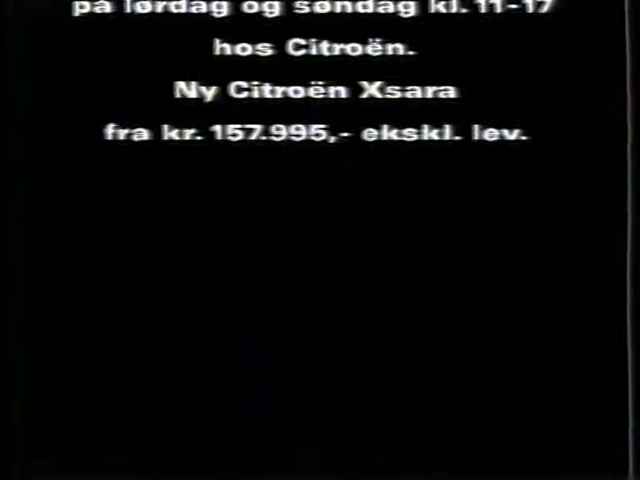 på lørdag og søndag kl. 11-17
hos Citroën.
Ny Citroën Xsara
fra kr. 157.995,- ekskl. lev.